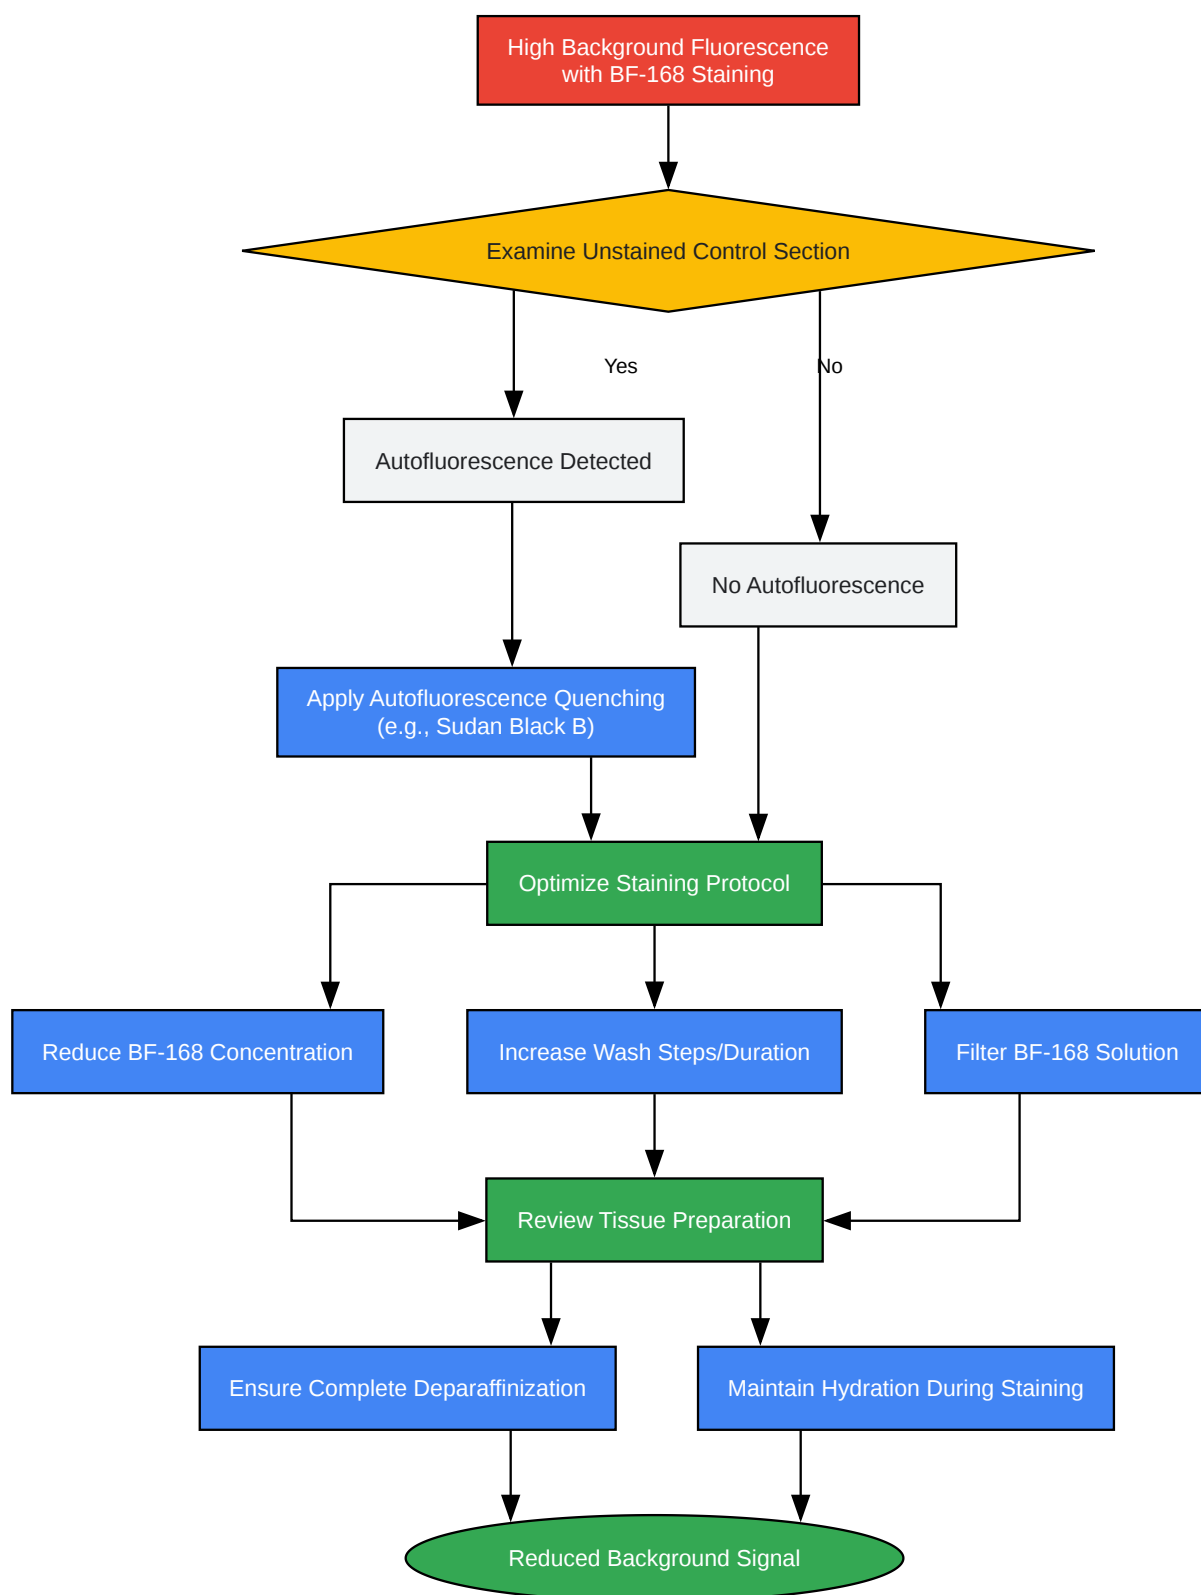 High Background Fluorescence
with BF-168 Staining
Examine Unstained Control Section
Yes
No
Autofluorescence Detected
No Autofluorescence
Apply Autofluorescence Quenching
(e.g., Sudan Black B)
Optimize Staining Protocol
Reduce BF-168 Concentration
Increase Wash Steps/Duration
Filter BF-168 Solution
Review Tissue Preparation
Ensure Complete Deparaffinization
Maintain Hydration During Staining
Reduced Background Signal